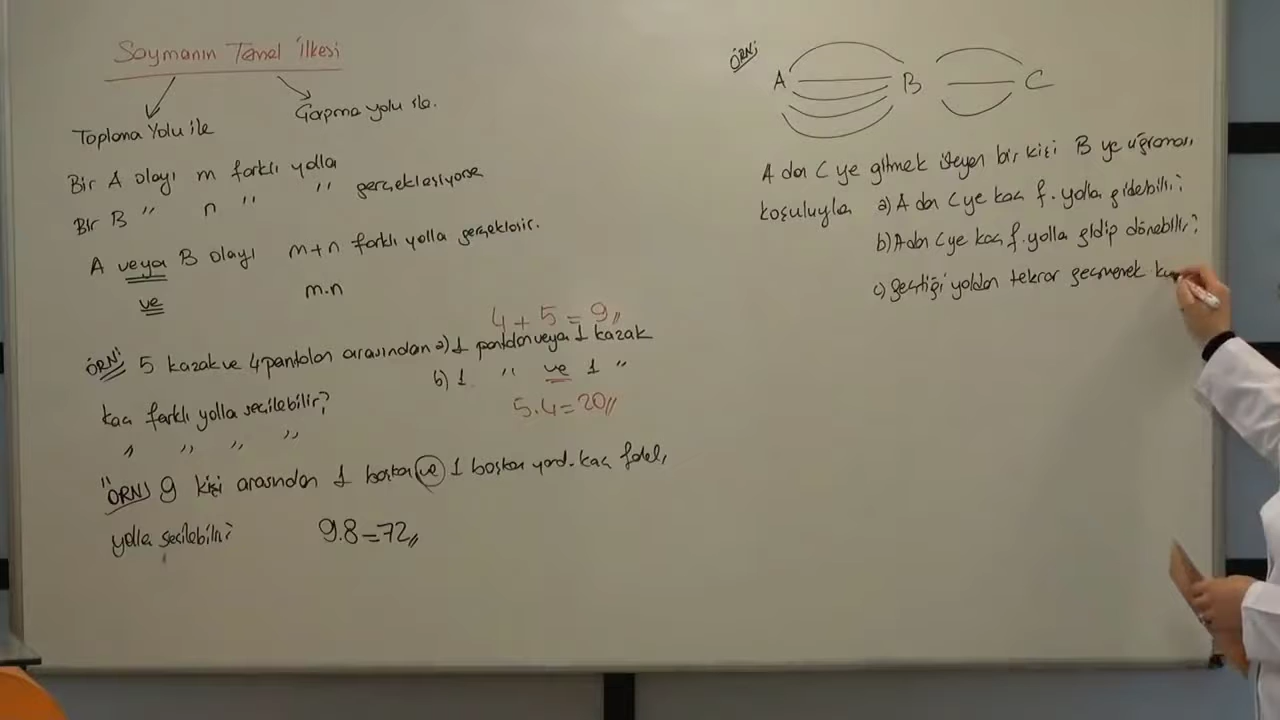 Saymanın Temel İlkesi
Toplama Yolu ile
Çarpma yolu ile.
Bir A olayı m farklı yolla
Bir B " n " " gerçekleşiyorsa
A veya B olayı m+n farklı yolla gerçekleşir.
ve m.n
4 + 5 = 9//
ÖRN/ 5 kazak ve 4 pantolon arasından a) 1 pantolon veya 1 kazak
b) 1 " ve 1 "
kaç farklı yolla seçilebilir?
5.4=20//
" " " "
ÖRN) 9 kişi arasından 1 başkan ve 1 başkan yard. kaç farklı
yolla seçilebilir? 9.8=72//
ÖRN/ A B C
A dan C ye gitmek isteyen bir kişi B ye uğraması
koşuluyla a) A dan C ye kaç f. yolla gidebilir?
b) A dan C ye kaç f. yolla gidip dönebilir?
c) geçtiği yoldan tekrar geçmemek